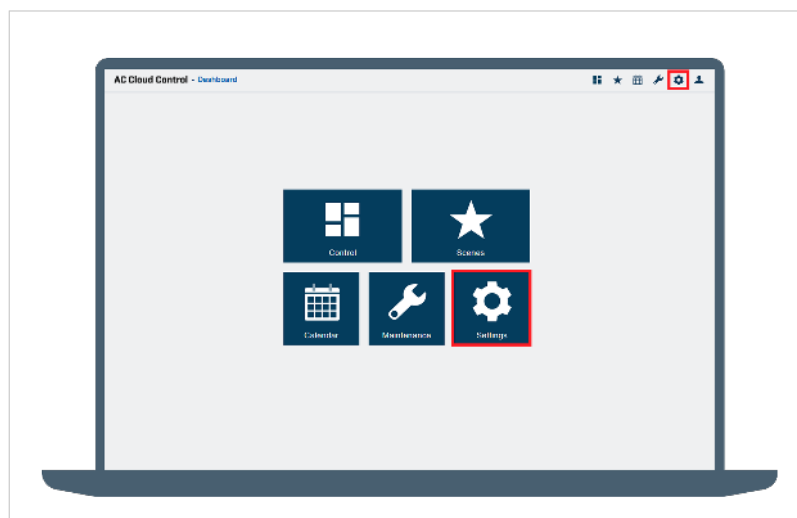 AC Cloud Control - Dashboard
Control
Scenes
Calendar
Maintenance
Settings